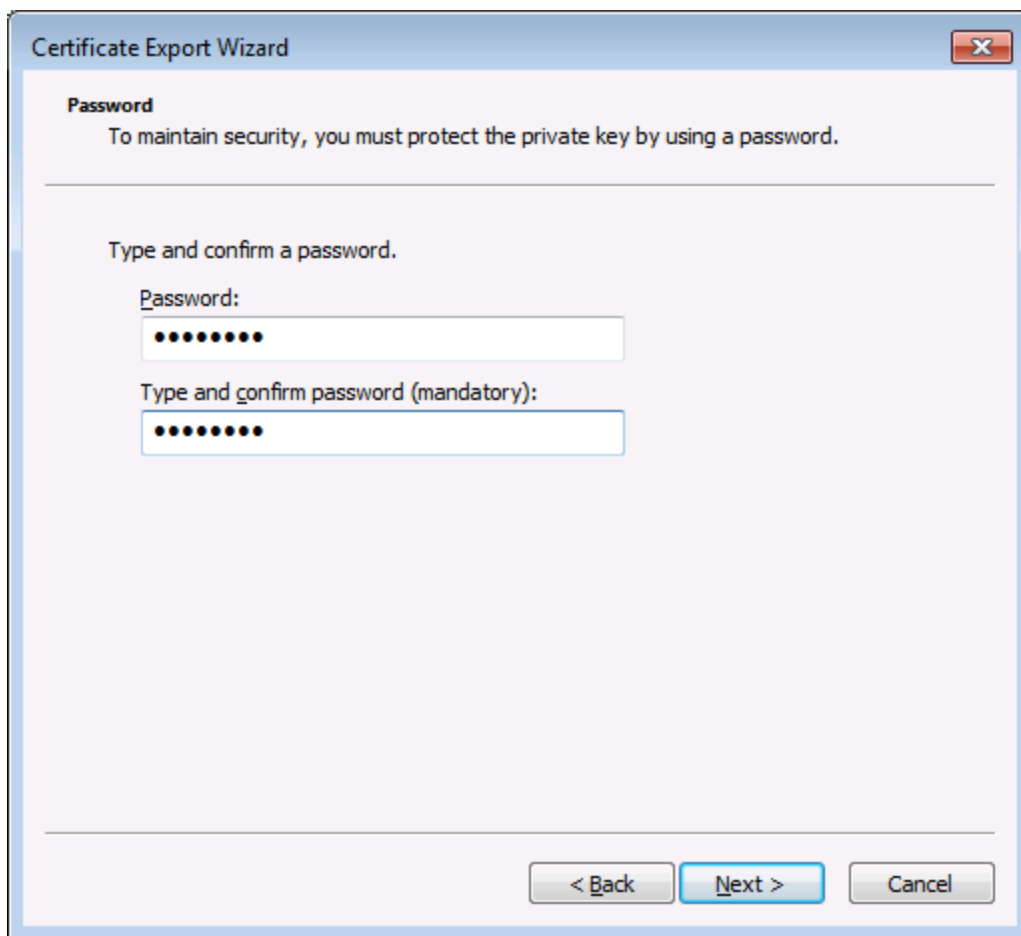 Certificate Export Wizard
Password
To maintain security, you must protect the private key by using a password.
Type and confirm a password.
Password:
••••••••
Type and confirm password (mandatory):
••••••••
< Back
Next >
Cancel